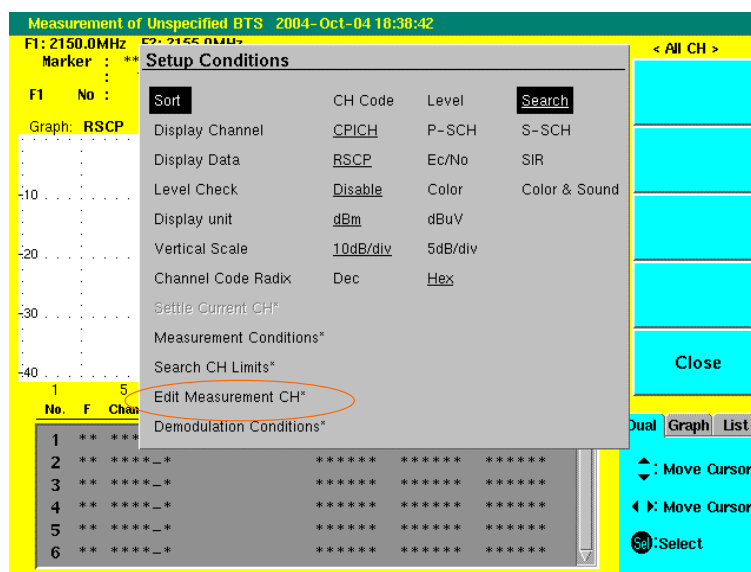 Measurement of Unspecified BTS 2004-Oct-04 18:38:42
F1: 2150.0MHz F2: 2155.0MHz
< All CH >
Marker : **
:
F1 No :
Graph: RSCP
Setup Conditions
Sort CH Code Level Search
Display Channel CPICH P-SCH S-SCH
Display Data RSCP Ec/No SIR
Level Check Disable Color Color & Sound
Display unit dBm dBuV
Vertical Scale 10dB/div 5dB/div
Channel Code Radix Dec Hex
Settle Current CH*
Measurement Conditions*
Search CH Limits*
Edit Measurement CH*
Demodulation Conditions*
-10
-20
-30
-40
1 5
No. F Chan
1 ** ***
2 ** ****-* ****** ****** ******
3 ** ****-* ****** ****** ******
4 ** ****-* ****** ****** ******
5 ** ****-* ****** ****** ******
6 ** ****-* ****** ****** ******
Close
Dual Graph List
: Move Cursor
: Move Cursor
Sel:Select